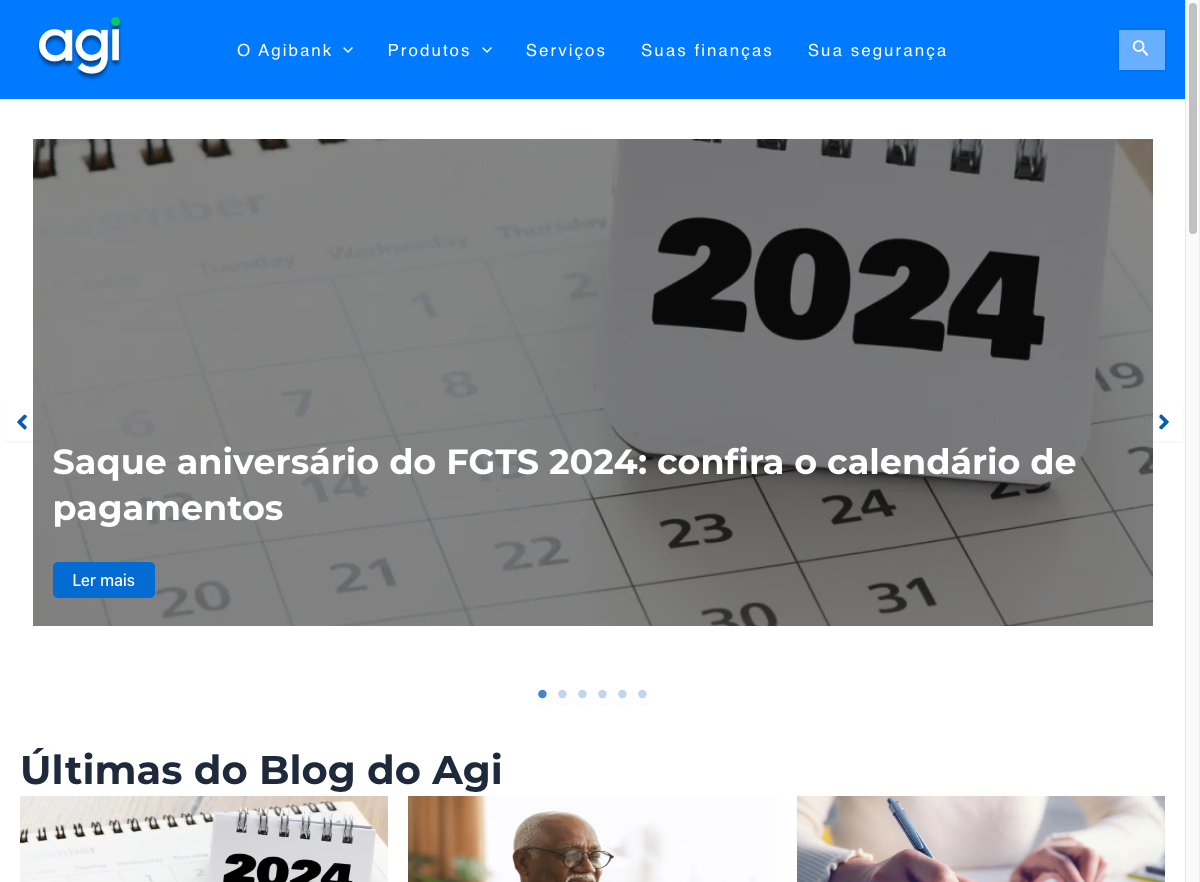 agi
O Agibank
Produtos
Serviços
Suas finanças
Sua segurança
Tuesday
Wednesday
Thursday
2024
1
2
6
7
8
19
Saque aniversário do FGTS 2024: confira o calendário de
pagamentos
14
23
24
20
21
22
30
31
Ler mais
Últimas do Blog do Agi
2024